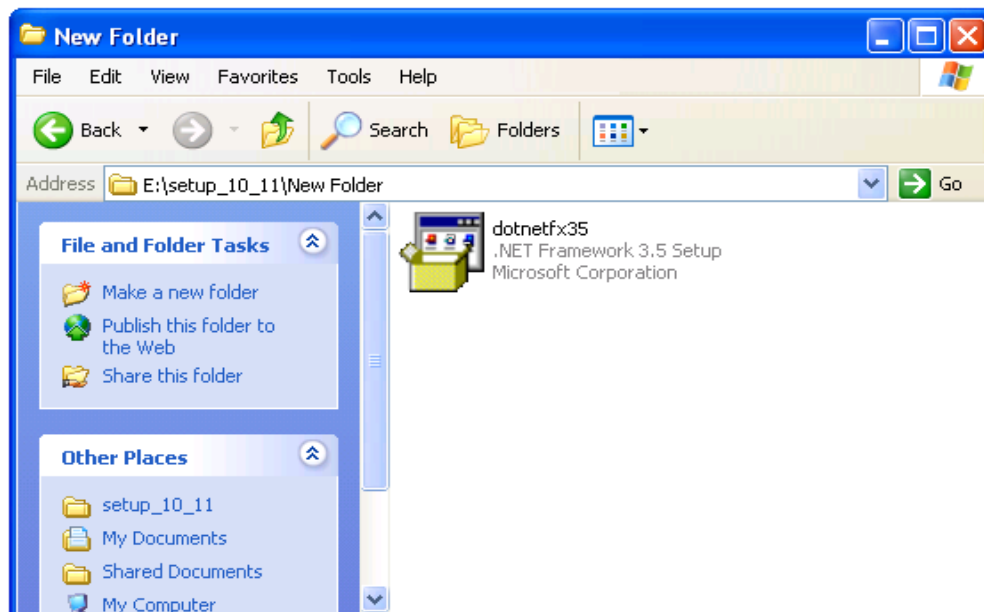 New Folder
File Edit View Favorites Tools Help
Back Search Folders
Address E:\setup_10_11\New Folder Go
File and Folder Tasks
Make a new folder
Publish this folder to
the Web
Share this folder
Other Places
setup_10_11
My Documents
Shared Documents
My Computer
dotnetfx35
.NET Framework 3.5 Setup
Microsoft Corporation